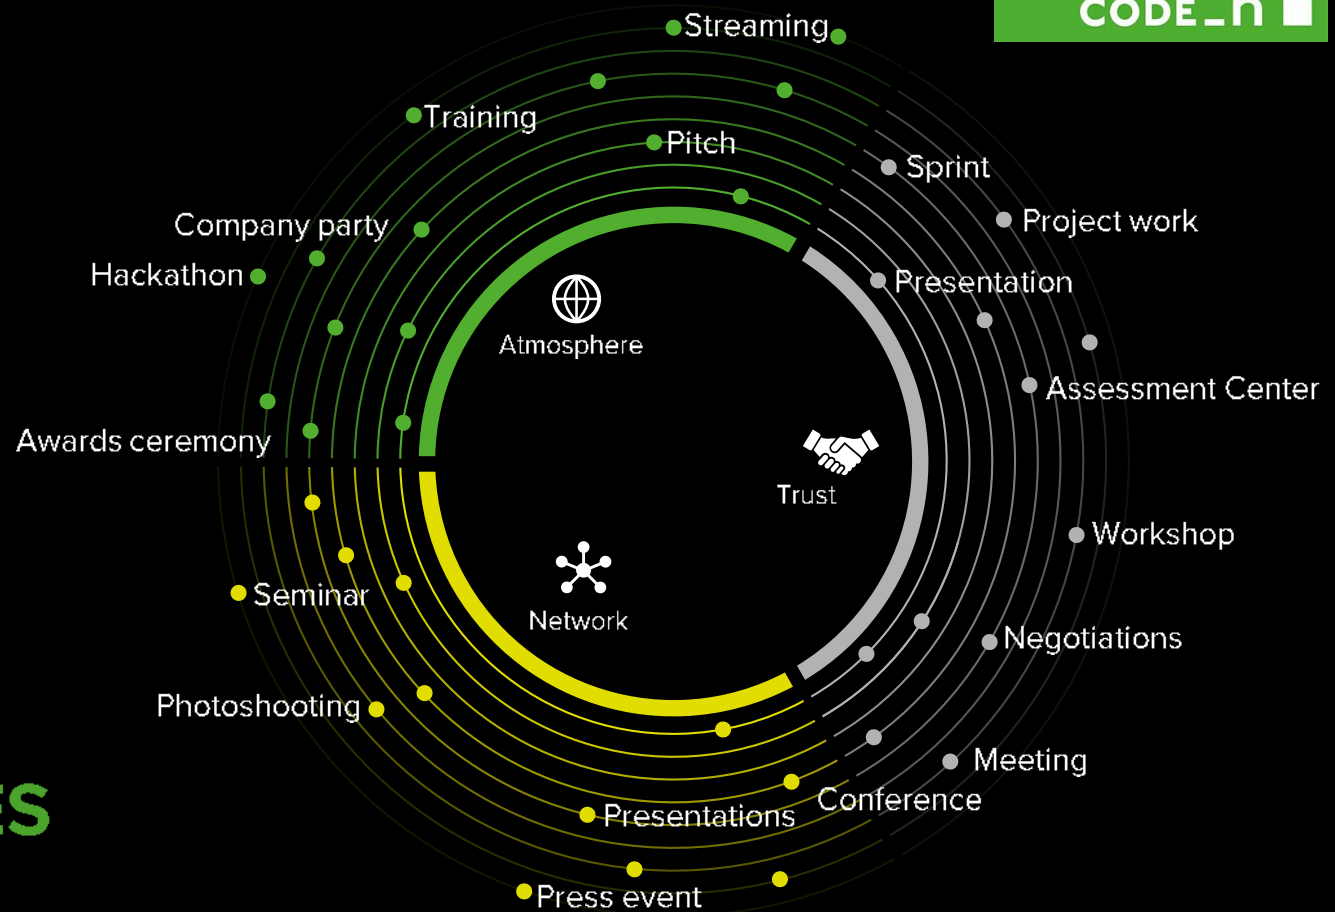 CODE_n
Streaming
Training
Pitch
Sprint
Project work
Company party
Hackathon
Presentation
Atmosphere
Assessment Center
Awards ceremony
Trust
Workshop
Seminar
Network
Negotiations
Photoshooting
Meeting
Conference
ES
Presentations
Press event